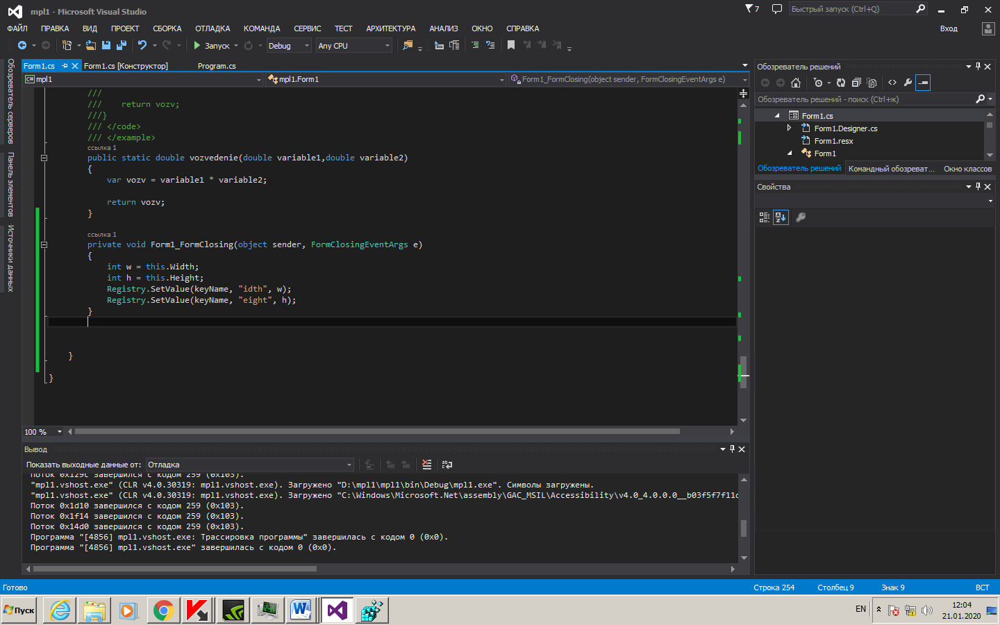 mpl1 - Microsoft Visual Studio
7
Быстрый запуск (Ctrl+Q)
ФАЙЛ ПРАВКА ВИД ПРОЕКТ СБОРКА ОТЛАДКА КОМАНДА СЕРВИС ТЕСТ АРХИТЕКТУРА АНАЛИЗ ОКНО СПРАВКА
Вход
Запуск Debug Any CPU
Обозреватель серверов
Панель элементов
Источники данных
Form1.cs Form1.cs [Конструктор] Program.cs
C# mpl1 mpl1.Form1 Form1_FormClosing(object sender, FormClosingEventArgs e)
///
/// return vozv;
///}
/// </code>
/// </example>
ссылка 1
public static double vozvedenie(double variable1,double variable2)
{
var vozv = variable1 * variable2;
return vozv;
}
ссылка 1
private void Form1_FormClosing(object sender, FormClosingEventArgs e)
{
int w = this.Width;
int h = this.Height;
Registry.SetValue(keyName, "idth", w);
Registry.SetValue(keyName, "eight", h);
}
}
}
100 %
Вывод
Показать выходные данные от: Отладка
Поток 0x129c завершился с кодом 259 (0x103).
"mpl1.vshost.exe" (CLR v4.0.30319: mpl1.vshost.exe). Загружено "D:\mpl1\mpl1\bin\Debug\mpl1.exe". Символы загружены.
"mpl1.vshost.exe" (CLR v4.0.30319: mpl1.vshost.exe). Загружено "C:\Windows\Microsoft.Net\assembly\GAC_MSIL\Accessibility\v4.0_4.0.0.0__b03f5f7f11d
Поток 0x1d10 завершился с кодом 259 (0x103).
Поток 0x1f14 завершился с кодом 259 (0x103).
Поток 0x14d0 завершился с кодом 259 (0x103).
Программа "[4856] mpl1.vshost.exe: Трассировка программы" завершилась с кодом 0 (0x0).
Программа "[4856] mpl1.vshost.exe" завершилась с кодом 0 (0x0).
Обозреватель решений
Обозреватель решений - поиск (Ctrl+ж)
Form1.cs
Form1.Designer.cs
Form1.resx
Form1
Обозреватель решений Командный обозреват... Окно классов
Свойства
Готово
Строка 254 Столбец 9 Знак 9 ВСТ
Пуск
EN
12:04
21.01.2020